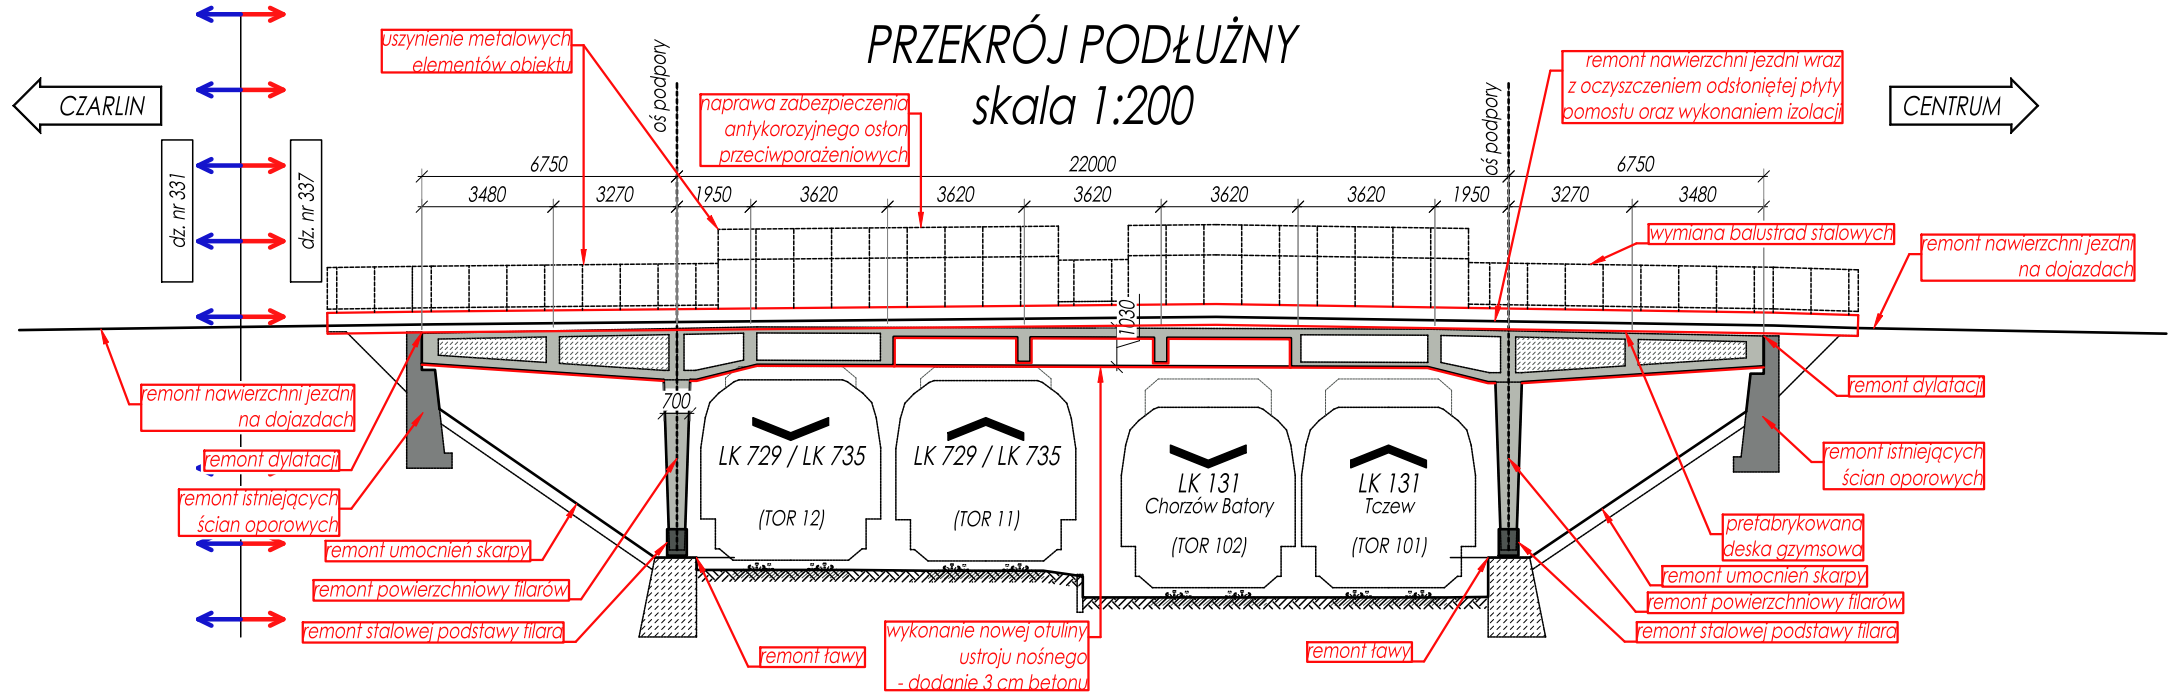 PRZEKRÓJ PODŁUŻNY
skala 1:200
CZARLIN
CENTRUM
dz. nr 331
dz. nr 337
uszynienie metalowych
elementów obiektu
oś podpory
naprawa zabezpieczenia
antykorozyjnego osłon
przeciwporażeniowych
oś podpory
remont nawierzchni jezdni wraz
z oczyszczeniem odsłoniętej płyty
pomostu oraz wykonaniem izolacji
6750
22000
6750
3480
3270
1950
3620
3620
3620
3620
3620
1950
3270
3480
wymiana balustrad stalowych
remont nawierzchni jezdni
na dojazdach
1030
700
remont nawierzchni jezdni
na dojazdach
remont dylatacji
remont dylatacji
remont istniejących
ścian oporowych
remont istniejących
ścian oporowych
LK 729 / LK 735
(TOR 12)
LK 729 / LK 735
(TOR 11)
LK 131
Chorzów Batory
(TOR 102)
LK 131
Tczew
(TOR 101)
prefabrykowana
deska gzymsowa
remont umocnień skarpy
remont umocnień skarpy
remont powierzchniowy filarów
remont powierzchniowy filarów
remont stalowej podstawy filara
remont stalowej podstawy filara
remont ławy
remont ławy
wykonanie nowej otuliny
ustroju nośnego
- dodanie 3 cm betonu